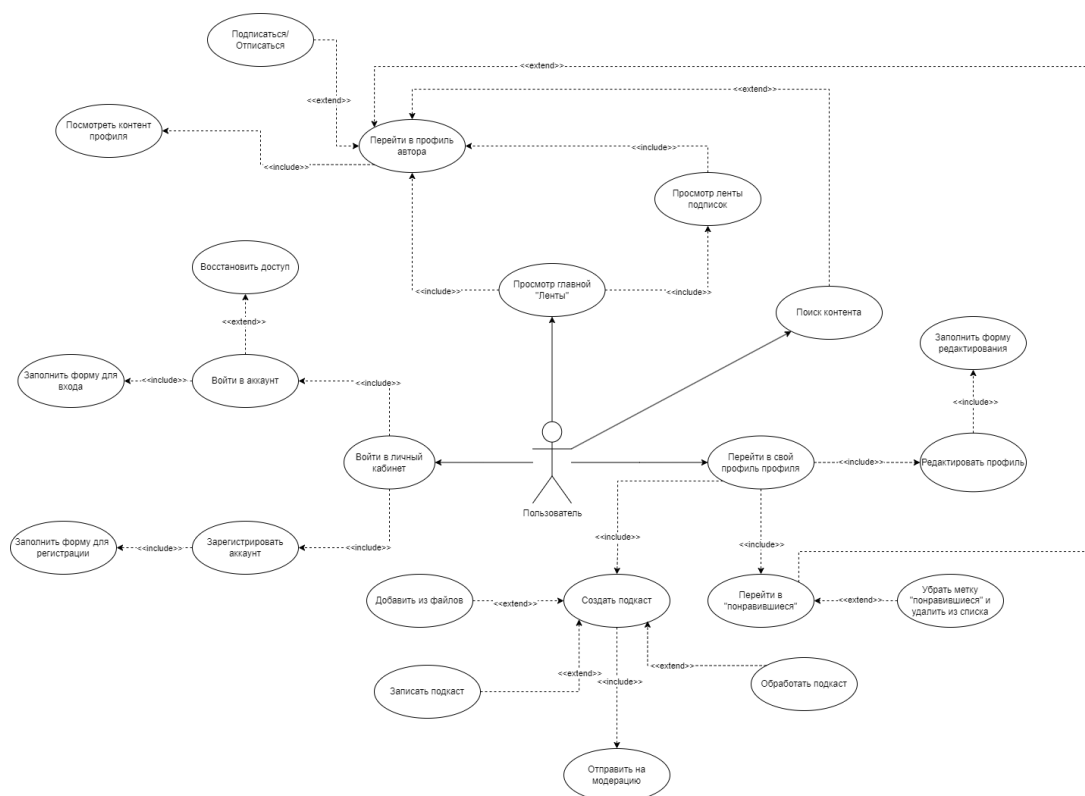 Подписаться/
Отписаться
<<extend>>
<<extend>>
<<extend>>
Посмотреть контент
профиля
Перейти в профиль
автора
<<include>>
<<include>>
Просмотр ленты
подписок
Восстановить доступ
Просмотр главной
"Ленты"
<<include>>
<<include>>
Поиск контента
<<extend>>
Заполнить форму
редактирования
Заполнить форму для
входа
<<include>>
Войти в аккаунт
<<include>>
<<include>>
Войти в личный
кабинет
Перейти в свой
профиль профиля
<<include>>
Редактировать профиль
Пользователь
Заполнить форму для
регистрации
<<include>>
Зарегистрировать
аккаунт
<<include>>
<<include>>
<<include>>
Добавить из файлов
<<extend>>
Создать подкаст
Перейти в
"понравившиеся"
<<extend>>
Убрать метку
"понравившиеся" и
удалить из списка
Записать подкаст
<<extend>>
<<include>>
<<extend>>
Обработать подкаст
Отправить на
модерацию